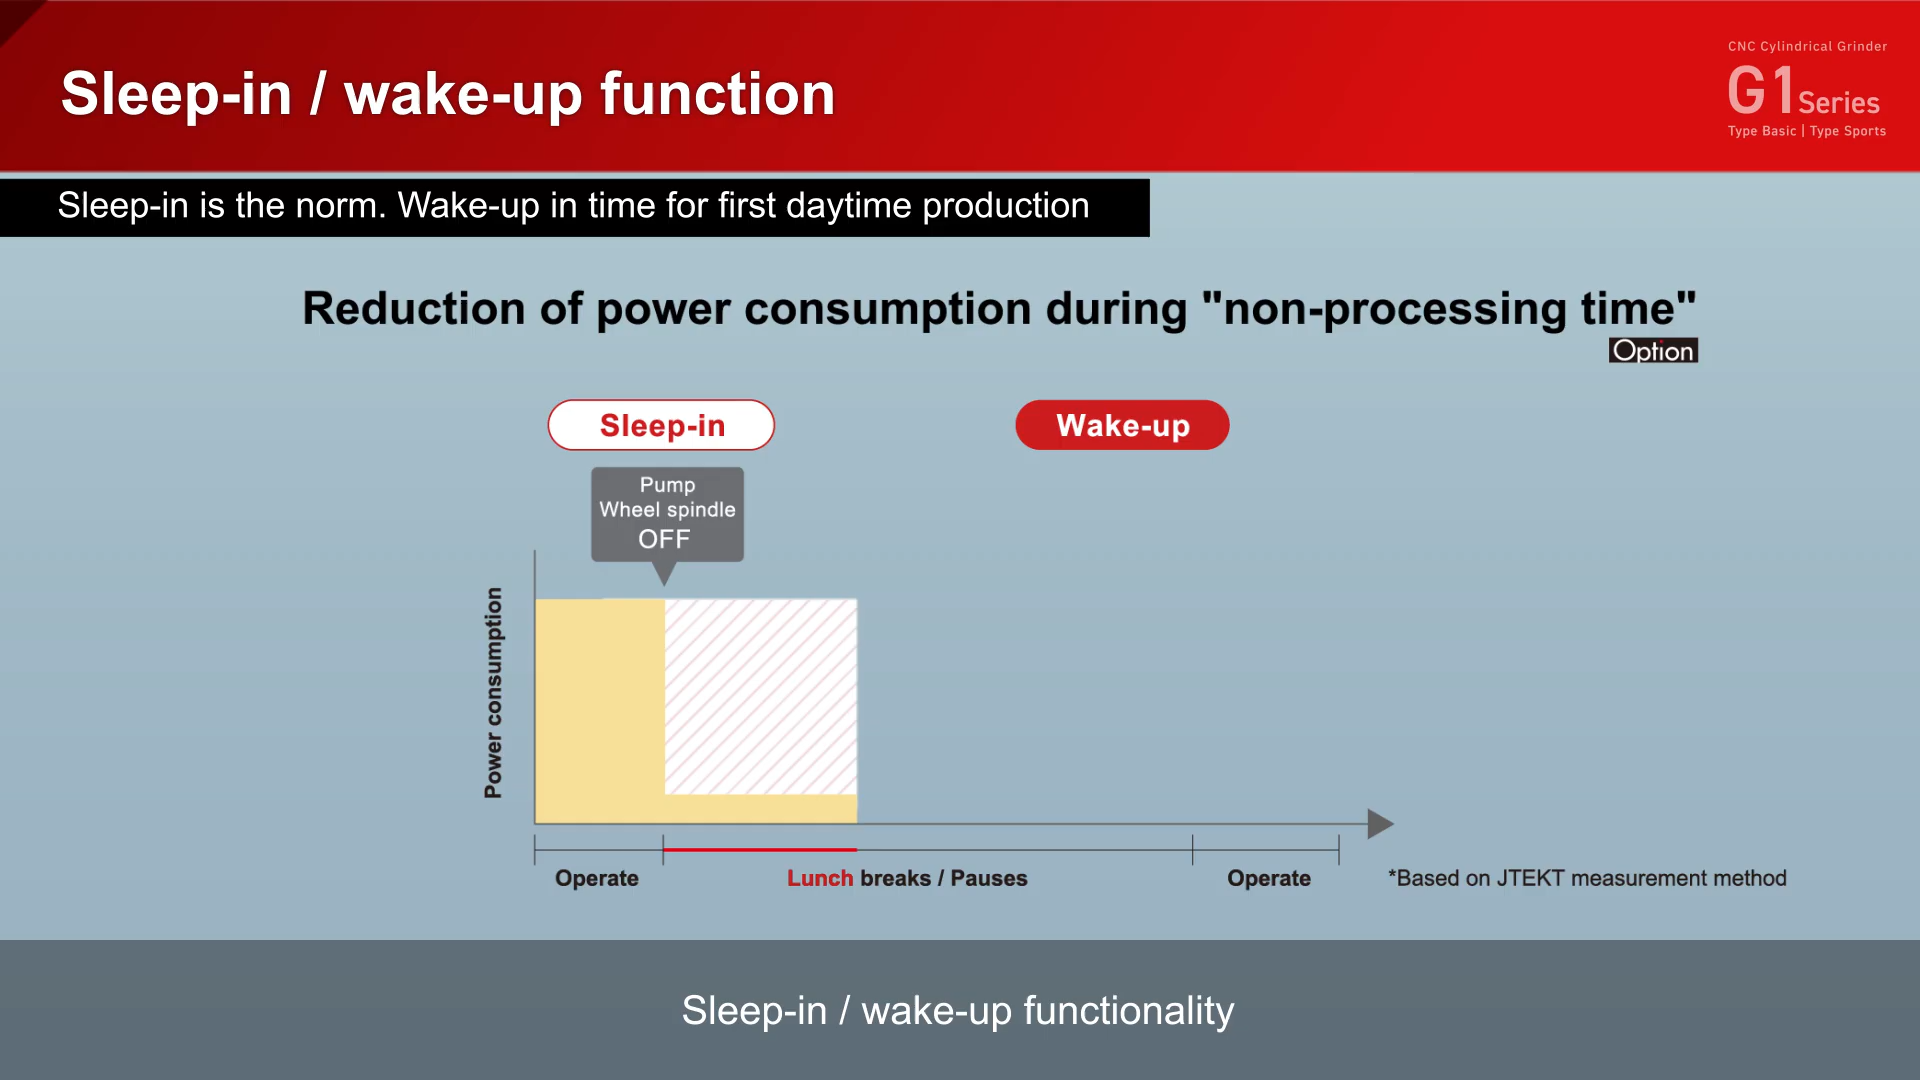 Sleep-in / wake-up function
CNC Cylindrical Grinder
G1 Series
Type Basic | Type Sports
Sleep-in is the norm. Wake-up in time for first daytime production
Reduction of power consumption during "non-processing time"
Option
Sleep-in
Wake-up
Pump
Wheel spindle
OFF
Power consumption
Operate
Lunch breaks / Pauses
Operate
*Based on JTEKT measurement method
Sleep-in / wake-up functionality